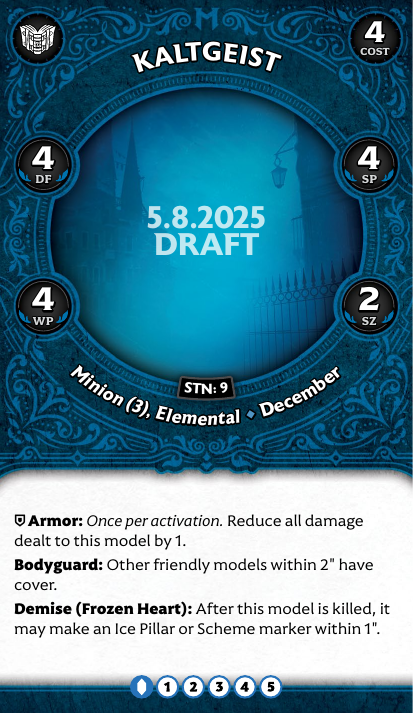 KALTGEIST
4
COST
4
DF
4
SP
5.8.2025
DRAFT
4
WP
2
SZ
STN: 9
Minion (3), Elemental ◆ December
Armor: Once per activation. Reduce all damage
dealt to this model by 1.
Bodyguard: Other friendly models within 2" have
cover.
Demise (Frozen Heart): After this model is killed, it
may make an Ice Pillar or Scheme marker within 1".
1 2 3 4 5